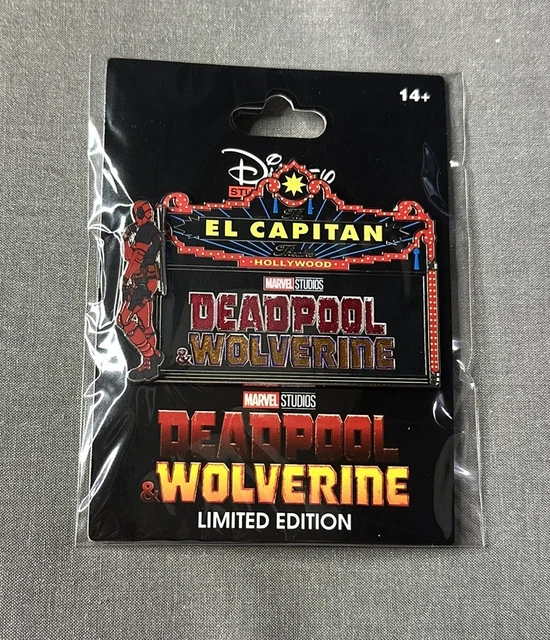 14+
Disney
EL CAPITAN
HOLLYWOOD
MARVEL STUDIOS
DEADPOOL
& WOLVERINE
MARVEL STUDIOS
DEADPOOL
& WOLVERINE
LIMITED EDITION